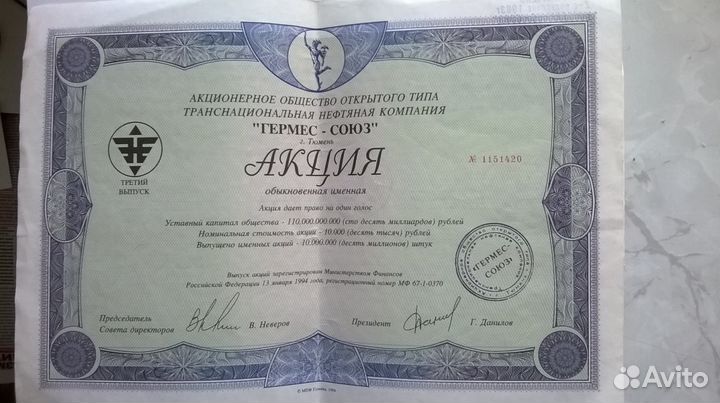 АКЦИОНЕРНОЕ ОБЩЕСТВО ОТКРЫТОГО ТИПА
ТРАНСНАЦИОНАЛЬНАЯ НЕФТЯНАЯ КОМПАНИЯ
"ГЕРМЕС - СОЮЗ"
г. Тюмень
АКЦИЯ
№ 1151420
обыкновенная именная
ТРЕТИЙ
ВЫПУСК
Акция дает право на один голос
Уставный капитал общества - 110.000.000.000 (сто десять миллиардов) рублей
Номинальная стоимость акции - 10.000 (десять тысяч) рублей
Выпущено именных акций - 10.000.000 (десять миллионов) штук
«ГЕРМЕС-
СОЮЗ»
Выпуск акций зарегистрирован Министерством Финансов
Российской Федерации 13 января 1994 года, регистрационный номер МФ 67-1-0370
Председатель
Совета директоров
В. Неверов
Президент
Г. Данилов
Avito